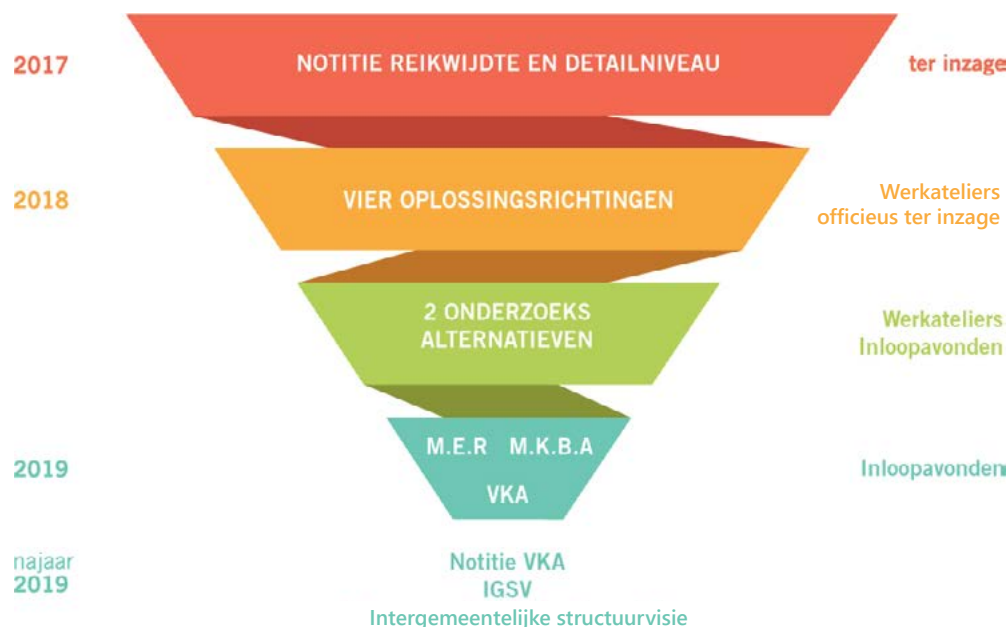 2017
NOTITIE REIKWIJDTE EN DETAILNIVEAU
ter inzage
2018
VIER OPLOSSINGSRICHTINGEN
Werkateliers
officieus ter inzage
2 ONDERZOEKS
ALTERNATIEVEN
Werkateliers
Inloopavonden
2019
M.E.R M.K.B.A
VKA
Inloopavonden
najaar
2019
Notitie VKA
IGSV
Intergemeentelijke structuurvisie